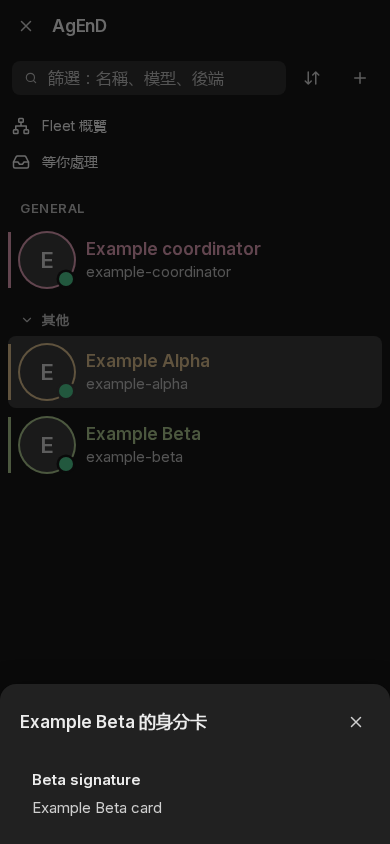 AgEnD
篩選：名稱、模型、後端
Fleet 概覽
等你處理
GENERAL
E
Example coordinator
example-coordinator
其他
E
Example Alpha
example-alpha
E
Example Beta
example-beta
Example Beta 的身分卡
Beta signature
Example Beta card